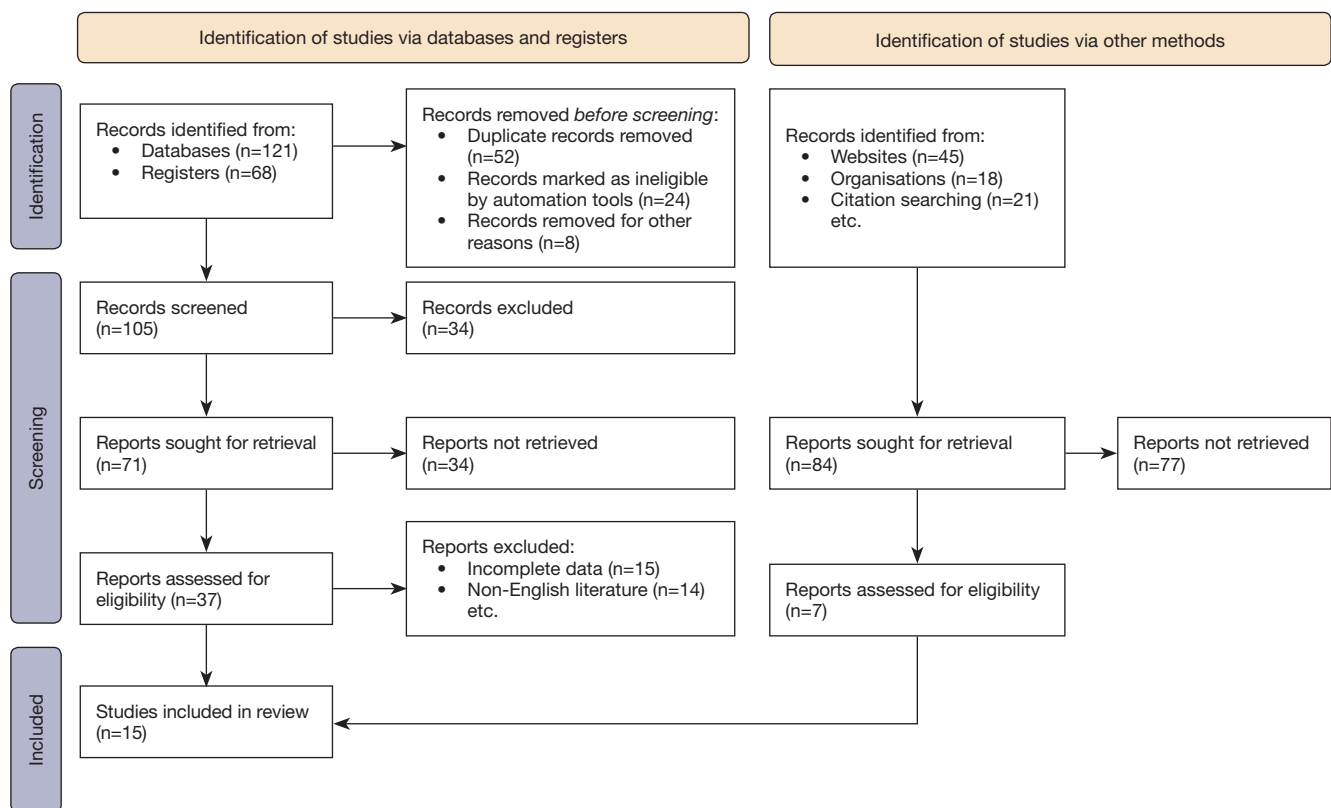 Identification of studies via databases and registers
Identification of studies via other methods
Identification
Records identified from:
• Databases (n=121)
• Registers (n=68)
Records removed before screening:
• Duplicate records removed
(n=52)
• Records marked as ineligible
by automation tools (n=24)
• Records removed for other
reasons (n=8)
Records identified from:
• Websites (n=45)
• Organisations (n=18)
• Citation searching (n=21)
etc.
Screening
Records screened
(n=105)
Records excluded
(n=34)
Reports sought for retrieval
(n=71)
Reports not retrieved
(n=34)
Reports sought for retrieval
(n=84)
Reports not retrieved
(n=77)
Reports assessed for
eligibility (n=37)
Reports excluded:
• Incomplete data (n=15)
• Non-English literature (n=14)
etc.
Reports assessed for eligibility
(n=7)
Included
Studies included in review
(n=15)